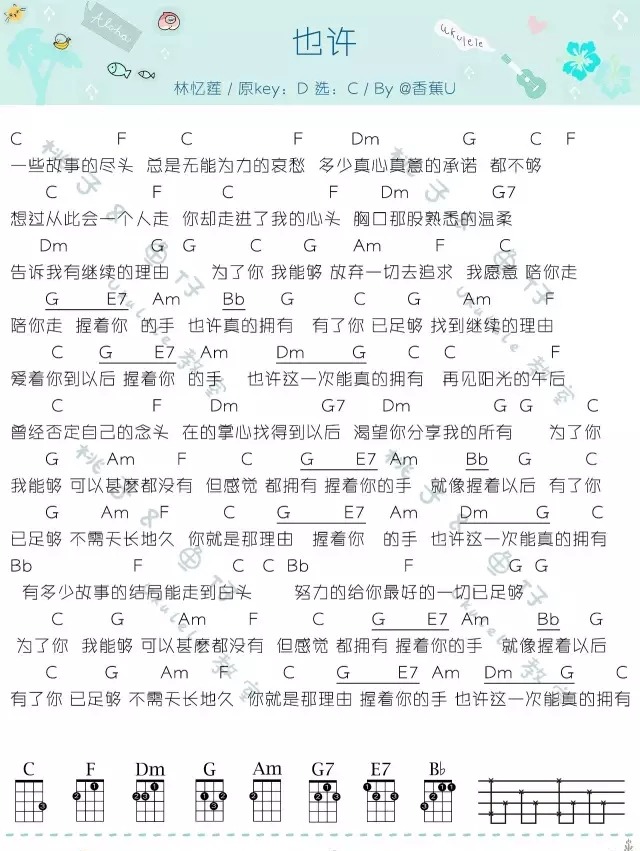 Aloha
ukulele
也许
林忆莲 / 原key：D 选：C / By @香蕉U
C F C F Dm G C F
一些故事的尽头 总是无能为力的哀愁 多少真心真意的承诺 都不够
C F C F Dm G7
想过从此会一个人走 你却走进了我的心头 胸口那股熟悉的温柔
Dm G G C G Am F C
告诉我有继续的理由 为了你 我能够 放弃一切去追求 我愿意 陪你走
G E7 Am Bb G C G Am F
陪你走 握着你 的手 也许真的拥有 有了你 已足够 找到继续的理由
C G E7 Am Dm G C C F
爱着你到以后 握着你 的手 也许这一次能真的拥有 再见阳光的午后
C F Dm G7 Dm G G C
曾经否定自己的念头 在的掌心找得到以后 渴望你分享我的所有 为了你
G Am F C G E7 Am Bb G C
我能够 可以甚麽都没有 但感觉 都拥有 握着你的手 就像握着以后 有了你
G Am F C G E7 Am Dm G
已足够 不需天长地久 你就是那理由 握着你 的手 也许这一次能真的拥有
Bb F C C Bb F G G
有多少故事的结局能走到白头 努力的给你最好的一切已足够
C G Am F C G E7 Am Bb G
为了你 我能够 可以甚麽都没有 但感觉 都拥有 握着你的手 就像握着以后
C G Am F C G E7 Am Dm G C
有了你 已足够 不需天长地久 你就是那理由 握着你的手 也许这一次能真的拥有
桃子 & 鱼仔
ukulele 教室
C F Dm G Am G7 E7 B♭